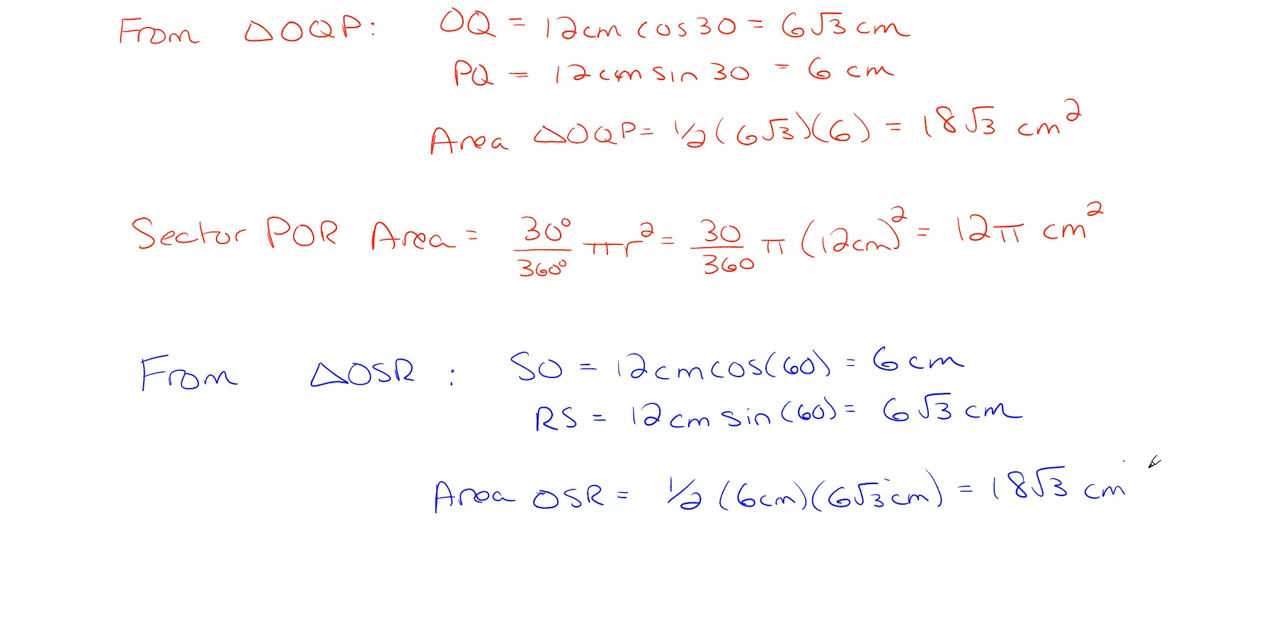 From △OQP: OQ = 12cm cos 30 = 6√3 cm
PQ = 12cm sin 30 = 6 cm
Area △OQP = 1/2 (6√3)(6) = 18√3 cm²
Sector POR Area = 30°/360° πr² = 30/360 π (12cm)² = 12π cm²
From △OSR : SO = 12cm cos(60) = 6cm
RS = 12cm sin(60) = 6√3 cm
Area OSR = 1/2 (6cm)(6√3 cm) = 18√3 cm